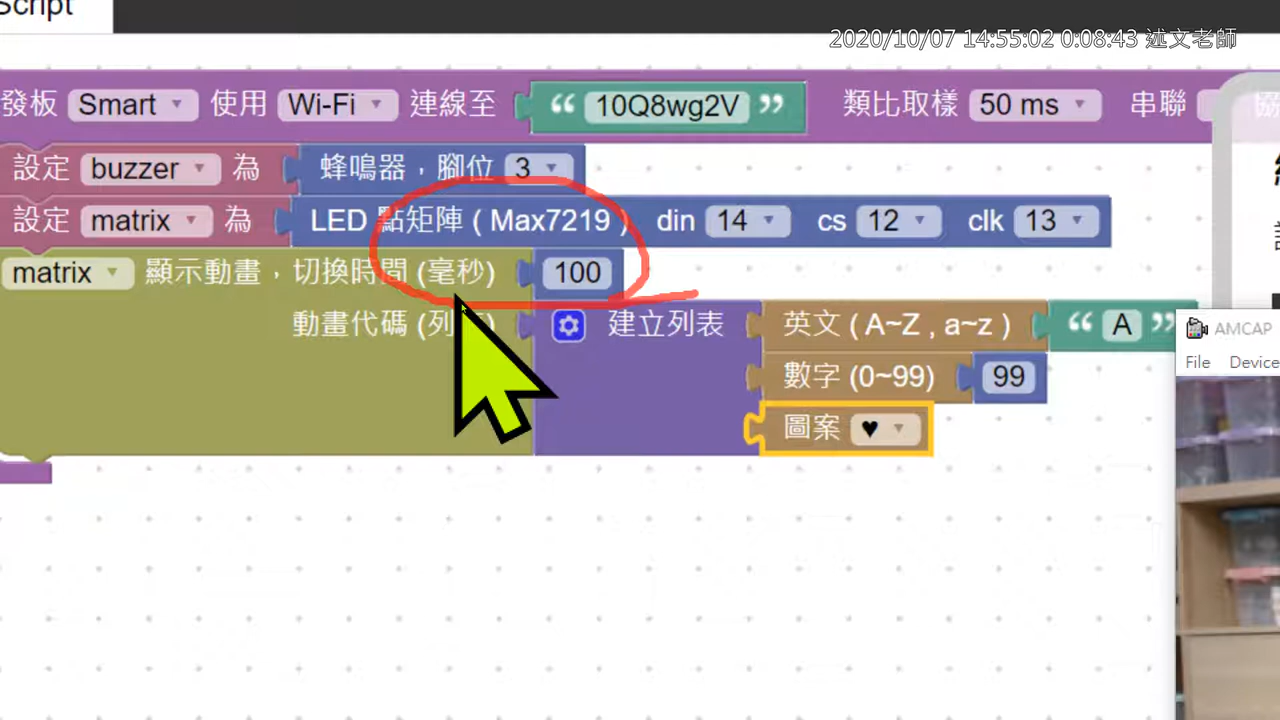 Script
2020/10/07 14:55:02 0:08:43 述文老師
發板 Smart 使用 Wi-Fi 連線至 “ 10Q8wg2V ” 類比取樣 50 ms 串聯
設定 buzzer 為 蜂鳴器，腳位 3
設定 matrix 為 LED 點矩陣 ( Max7219 ) din 14 cs 12 clk 13
matrix 顯示動畫，切換時間 (毫秒) 100
動畫代碼 (列表) 建立列表 英文 ( A~Z , a~z ) “ A ”
數字 (0~99) 99
圖案 ♥
AMCAP
File Device